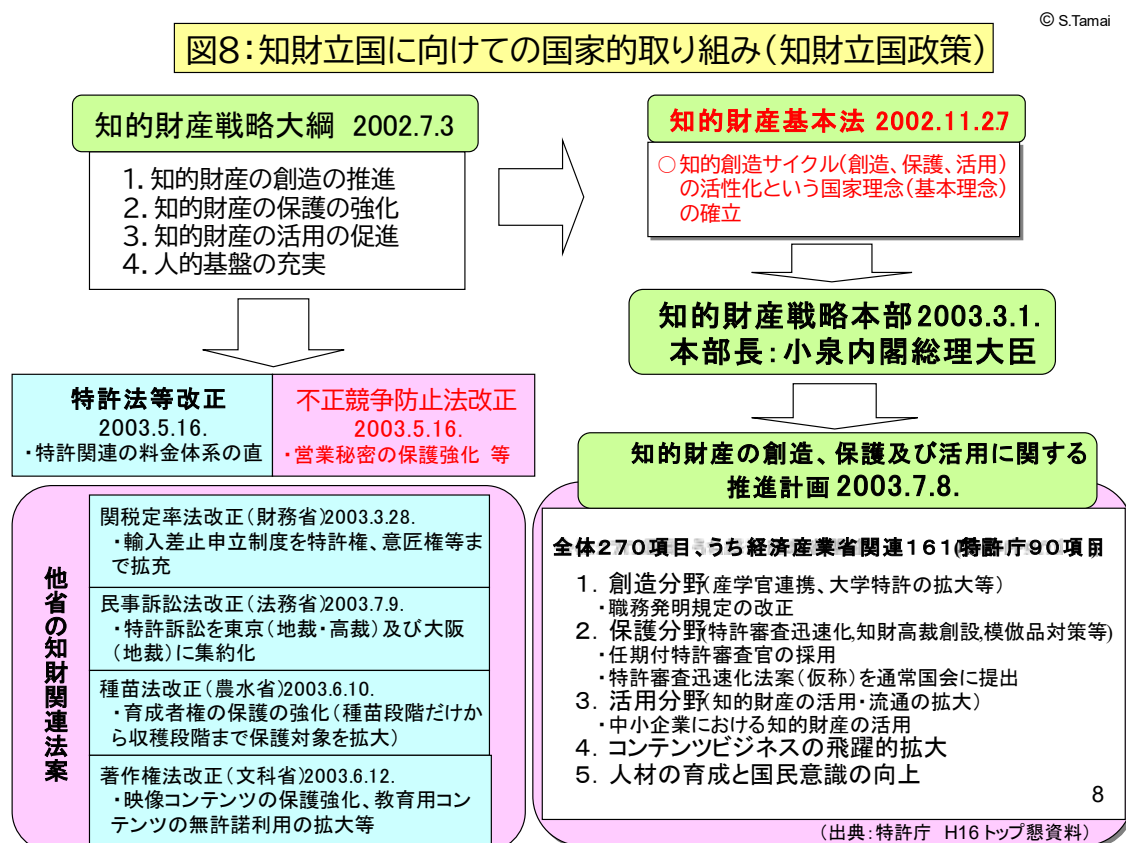 © S.Tamai
図8：知財立国に向けての国家的取り組み（知財立国政策）
知的財産戦略大綱 2002.7.3
1．知的財産の創造の推進
2．知的財産の保護の強化
3．知的財産の活用の促進
4．人的基盤の充実
知的財産基本法 2002.11.27
○知的創造サイクル（創造、保護、活用）
の活性化という国家理念（基本理念）
の確立
知的財産戦略本部2003.3.1.
本部長：小泉内閣総理大臣
特許法等改正
2003.5.16.
・特許関連の料金体系の直
不正競争防止法改正
2003.5.16.
・営業秘密の保護強化 等
他省の知財関連法案
関税定率法改正（財務省)2003.3.28.
・輸入差止申立制度を特許権、意匠権等ま
で拡充
民事訴訟法改正（法務省)2003.7.9.
・特許訴訟を東京（地裁・高裁）及び大阪
（地裁）に集約化
種苗法改正（農水省)2003.6.10.
・育成者権の保護の強化（種苗段階だけか
ら収穫段階まで保護対象を拡大）
著作権法改正（文科省)2003.6.12.
・映像コンテンツの保護強化、教育用コン
テンツの無許諾利用の拡大等
知的財産の創造、保護及び活用に関する
推進計画 2003.7.8.
全体２７０項目、うち経済産業省関連１６１(特許庁９０項目)
1．創造分野(産学官連携、大学特許の拡大等）
・職務発明規定の改正
2．保護分野(特許審査迅速化,知財高裁創設,模倣品対策等)
・任期付特許審査官の採用
・特許審査迅速化法案（仮称）を通常国会に提出
3．活用分野(知的財産の活用・流通の拡大）
・中小企業における知的財産の活用
4．コンテンツビジネスの飛躍的拡大
5．人材の育成と国民意識の向上
8
（出典：特許庁 H16トップ懇資料）